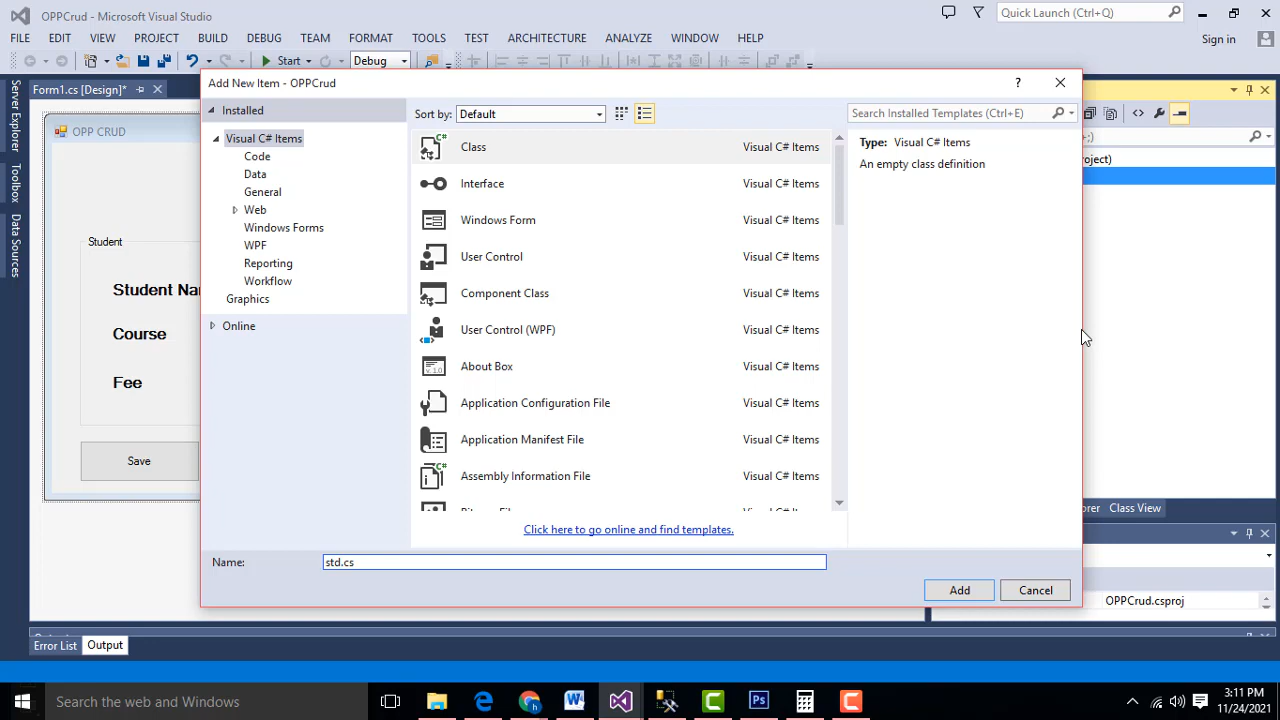 OPPCrud - Microsoft Visual Studio
Quick Launch (Ctrl+Q)
FILE EDIT VIEW PROJECT BUILD DEBUG TEAM FORMAT TOOLS TEST ARCHITECTURE ANALYZE WINDOW HELP
Sign in
Start Debug
Form1.cs [Design]*
Server Explorer
Toolbox
Data Sources
OPP CRUD
Student
Student Na
Course
Fee
Save
Add New Item - OPPCrud
?
Installed
Visual C# Items
Code
Data
General
Web
Windows Forms
WPF
Reporting
Workflow
Graphics
Online
Sort by: Default
Search Installed Templates (Ctrl+E)
Class Visual C# Items
Interface Visual C# Items
Windows Form Visual C# Items
User Control Visual C# Items
Component Class Visual C# Items
User Control (WPF) Visual C# Items
About Box Visual C# Items
Application Configuration File Visual C# Items
Application Manifest File Visual C# Items
Assembly Information File Visual C# Items
Click here to go online and find templates.
Type: Visual C# Items
An empty class definition
Name: std.cs
Add Cancel
+;)
oject)
orer Class View
OPPCrud.csproj
Error List Output
Search the web and Windows
3:11 PM
11/24/2021